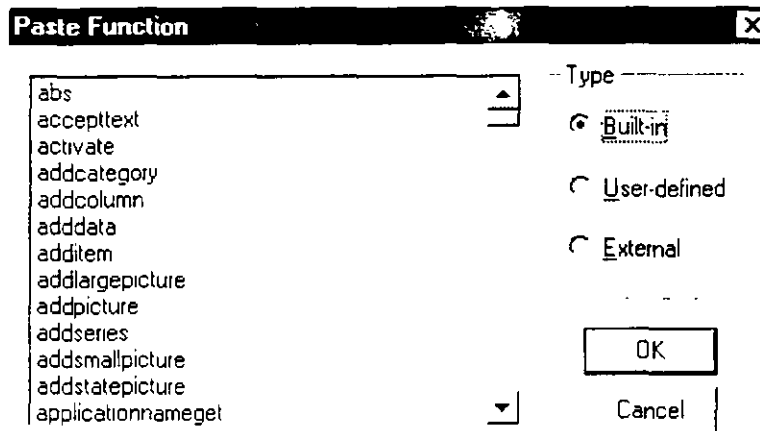 Paste Function
abs
accepttext
activate
addcategory
addcolumn
adddata
additem
addlargepicture
addpicture
addseries
addsmallpicture
addstatepicture
applicationnameget
Type
Built-in
User-defined
External
OK
Cancel